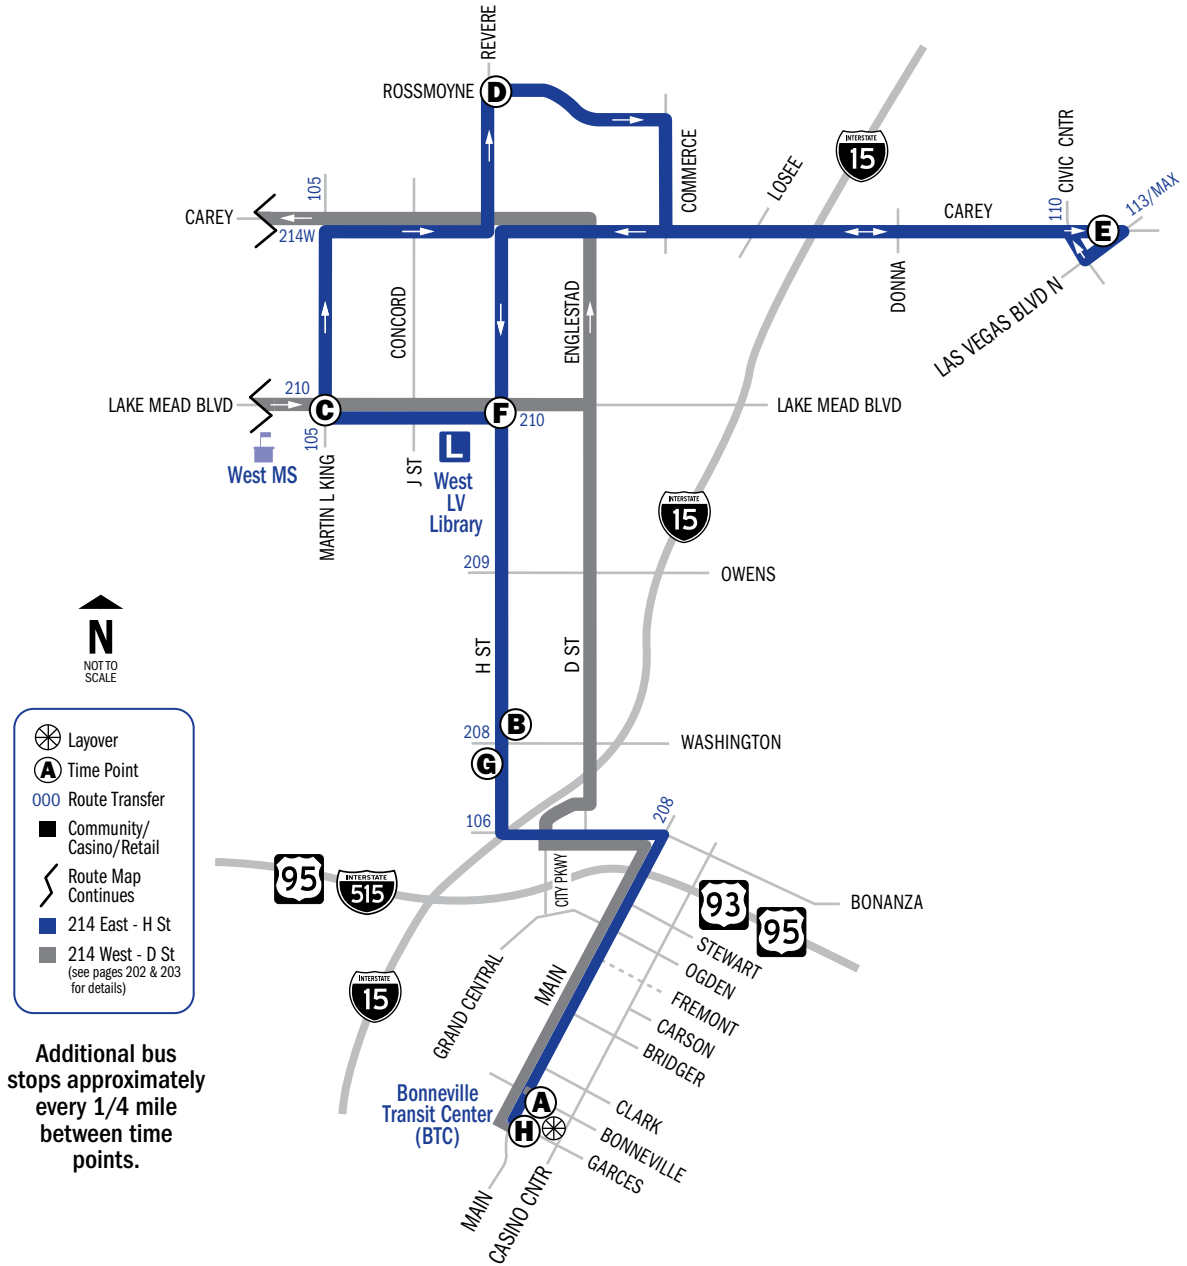 REVERE
ROSSMOYNE
D
COMMERCE
LOSEE
INTERSTATE
15
CIVIC CNTR
110
113/MAX
105
CAREY
214W
CAREY
E
DONNA
LAS VEGAS BLVD N
CONCORD
ENGLESTAD
210
LAKE MEAD BLVD
C
F
210
LAKE MEAD BLVD
105
West MS
MARTIN L KING
J ST
L
West
LV
Library
INTERSTATE
15
209
OWENS
N
NOT TO
SCALE
H ST
D ST
B
208
WASHINGTON
G
Layover
A Time Point
000 Route Transfer
Community/
Casino/Retail
Route Map
Continues
214 East - H St
214 West - D St
(see pages 202 & 203
for details)
106
208
95
INTERSTATE
515
CITY PKWY
93
95
BONANZA
STEWART
OGDEN
FREMONT
CARSON
BRIDGER
GRAND CENTRAL
MAIN
INTERSTATE
15
Additional bus
stops approximately
every 1/4 mile
between time
points.
Bonneville
Transit Center
(BTC)
A
H
CLARK
BONNEVILLE
GARCES
MAIN
CASINO CNTR